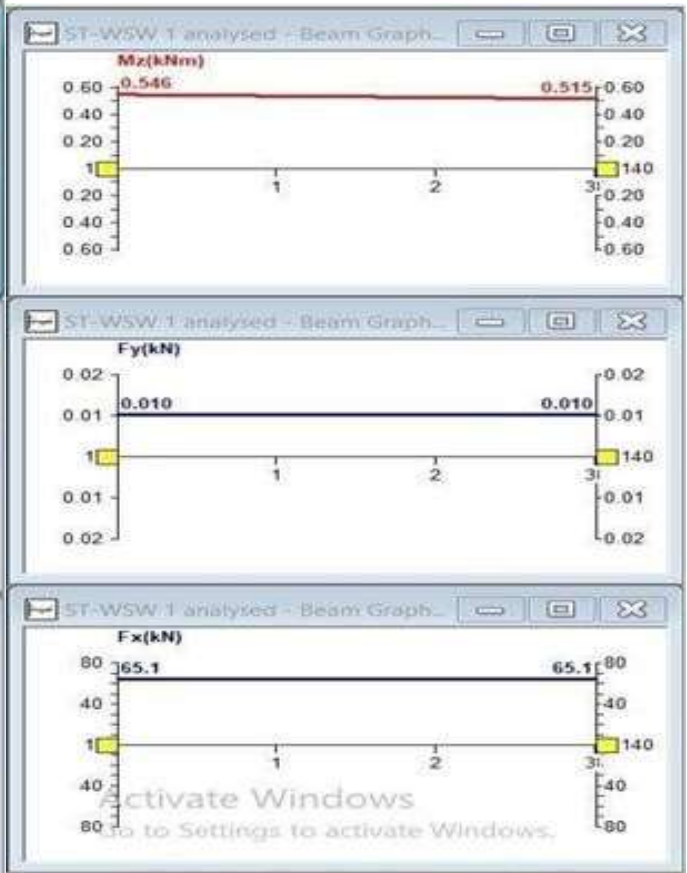 ST-WSW 1 analysed - Beam Graph...
Mz(kNm)
0.546 0.515
0.60 0.60
0.40 0.40
0.20 0.20
1 140
1 2 3
0.20 0.20
0.40 0.40
0.60 0.60
ST-WSW 1 analysed - Beam Graph...
Fy(kN)
0.02 0.02
0.010 0.010
0.01 0.01
1 140
1 2 3
0.01 0.01
0.02 0.02
ST-WSW 1 analysed - Beam Graph...
Fx(kN)
80 65.1 65.1 80
40 40
1 140
1 2 3
40 40
Activate Windows
80 80
Go to Settings to activate Windows.